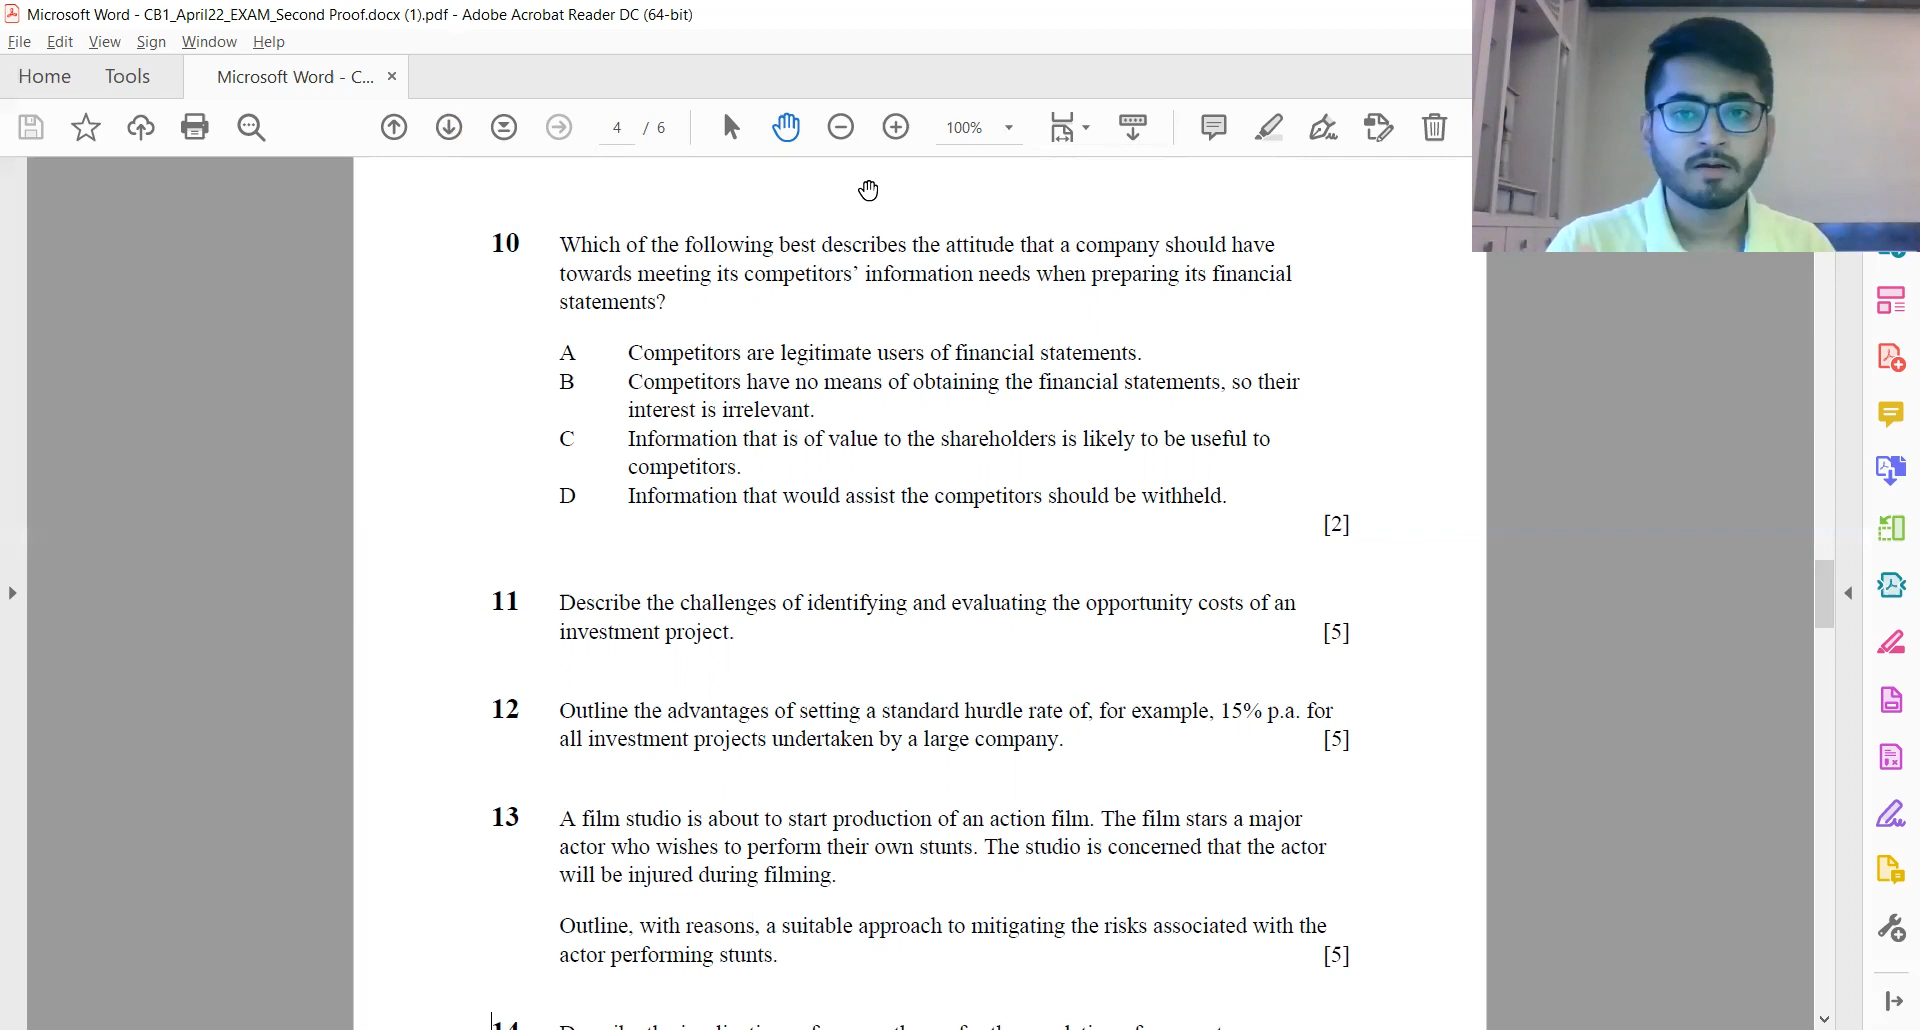 Microsoft Word - CB1_April22_EXAM_Second Proof.docx (1).pdf - Adobe Acrobat Reader DC (64-bit)
File Edit View Sign Window Help
Home Tools Microsoft Word - C... ×
4 / 6 100%
10 Which of the following best describes the attitude that a company should have
towards meeting its competitors’ information needs when preparing its financial
statements?
A Competitors are legitimate users of financial statements.
B Competitors have no means of obtaining the financial statements, so their
interest is irrelevant.
C Information that is of value to the shareholders is likely to be useful to
competitors.
D Information that would assist the competitors should be withheld.
[2]
11 Describe the challenges of identifying and evaluating the opportunity costs of an
investment project. [5]
12 Outline the advantages of setting a standard hurdle rate of, for example, 15% p.a. for
all investment projects undertaken by a large company. [5]
13 A film studio is about to start production of an action film. The film stars a major
actor who wishes to perform their own stunts. The studio is concerned that the actor
will be injured during filming.
Outline, with reasons, a suitable approach to mitigating the risks associated with the
actor performing stunts. [5]
14